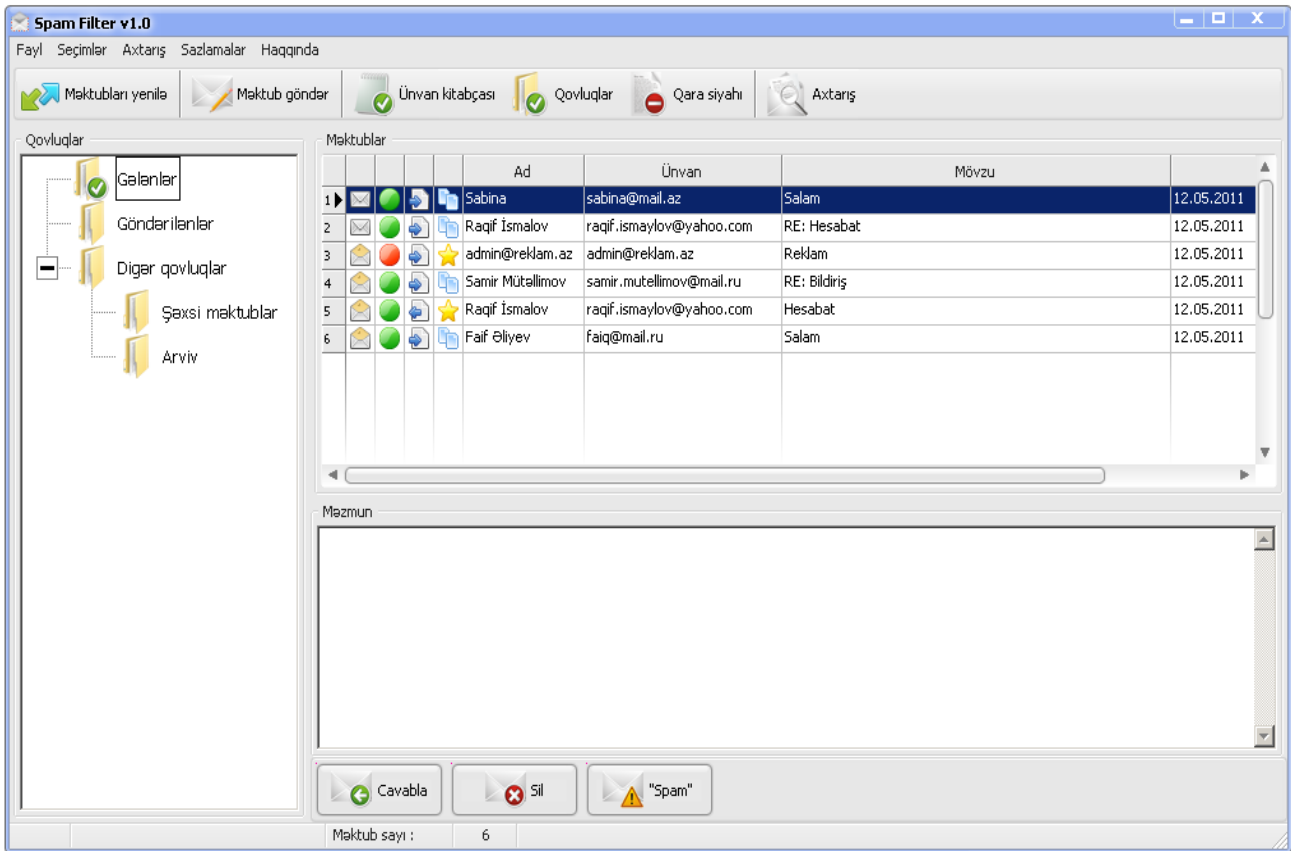 Spam Filter v1.0
Fayl Seçimlər Axtarış Sazlamalar Haqqında
Məktubları yenilə Məktub göndər Ünvan kitabçası Qovluqlar Qara siyahı Axtarış
Qovluqlar
Gələnlər
Göndərilənlər
Digər qovluqlar
Şəxsi məktublar
Arviv
Məktublar
Ad Ünvan Mövzu
1 Sabina sabina@mail.az Salam 12.05.2011
2 Raqif İsmalov raqif.ismaylov@yahoo.com RE: Hesabat 12.05.2011
3 admin@reklam.az admin@reklam.az Reklam 12.05.2011
4 Samir Mütəllimov samir.mutellimov@mail.ru RE: Bildiriş 12.05.2011
5 Raqif İsmalov raqif.ismaylov@yahoo.com Hesabat 12.05.2011
6 Faif Əliyev faiq@mail.ru Salam 12.05.2011
Məzmun
Cavabla Sil "Spam"
Məktub sayı : 6